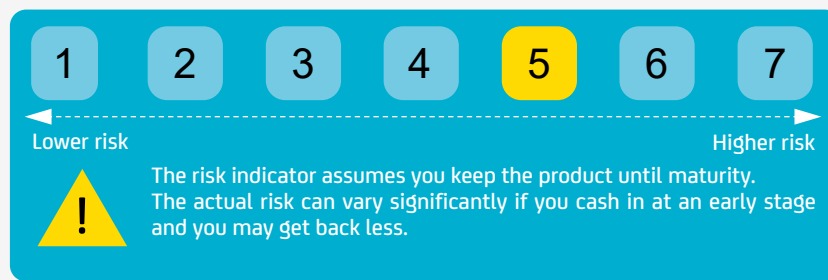 1 2 3 4 5 6 7
Lower risk Higher risk
The risk indicator assumes you keep the product until maturity.
! The actual risk can vary significantly if you cash in at an early stage
and you may get back less.